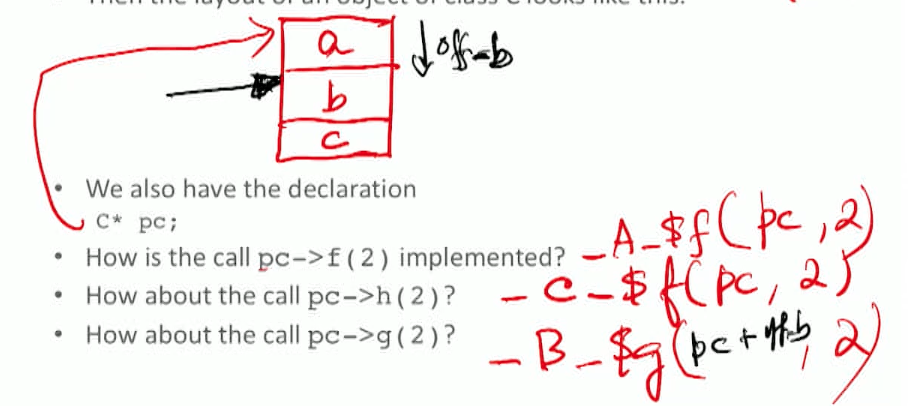 Then the layout of an object of class C looks like this:
a
↓off-b
b
c
• We also have the declaration
C* pc;
• How is the call pc->f(2) implemented? _A_$f(pc,2)
• How about the call pc->h(2)? _C_$f(pc,2)
• How about the call pc->g(2)? _B_$g(pc+off-b,2)